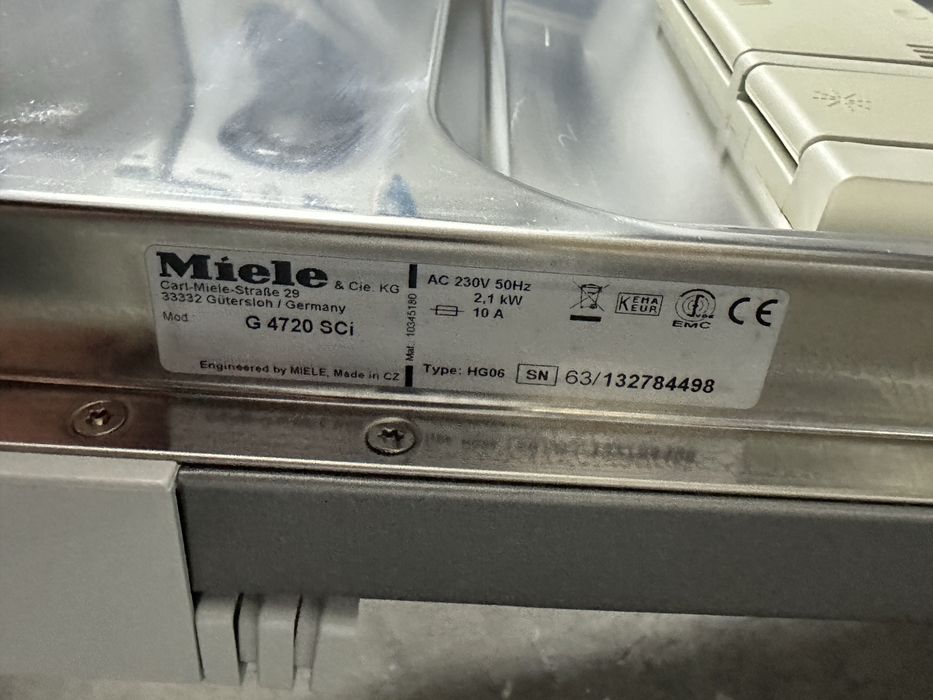 Miele & Cie. KG
Carl-Miele-Straße 29
33332 Gütersloh / Germany
Mod. G 4720 SCi
Engineered by MIELE, Made in CZ
Mat.: 10345180
AC 230V 50Hz
2,1 kW
10 A
Type: HG06 SN 63/132784498
KEMA
KEUR
EMC
CE